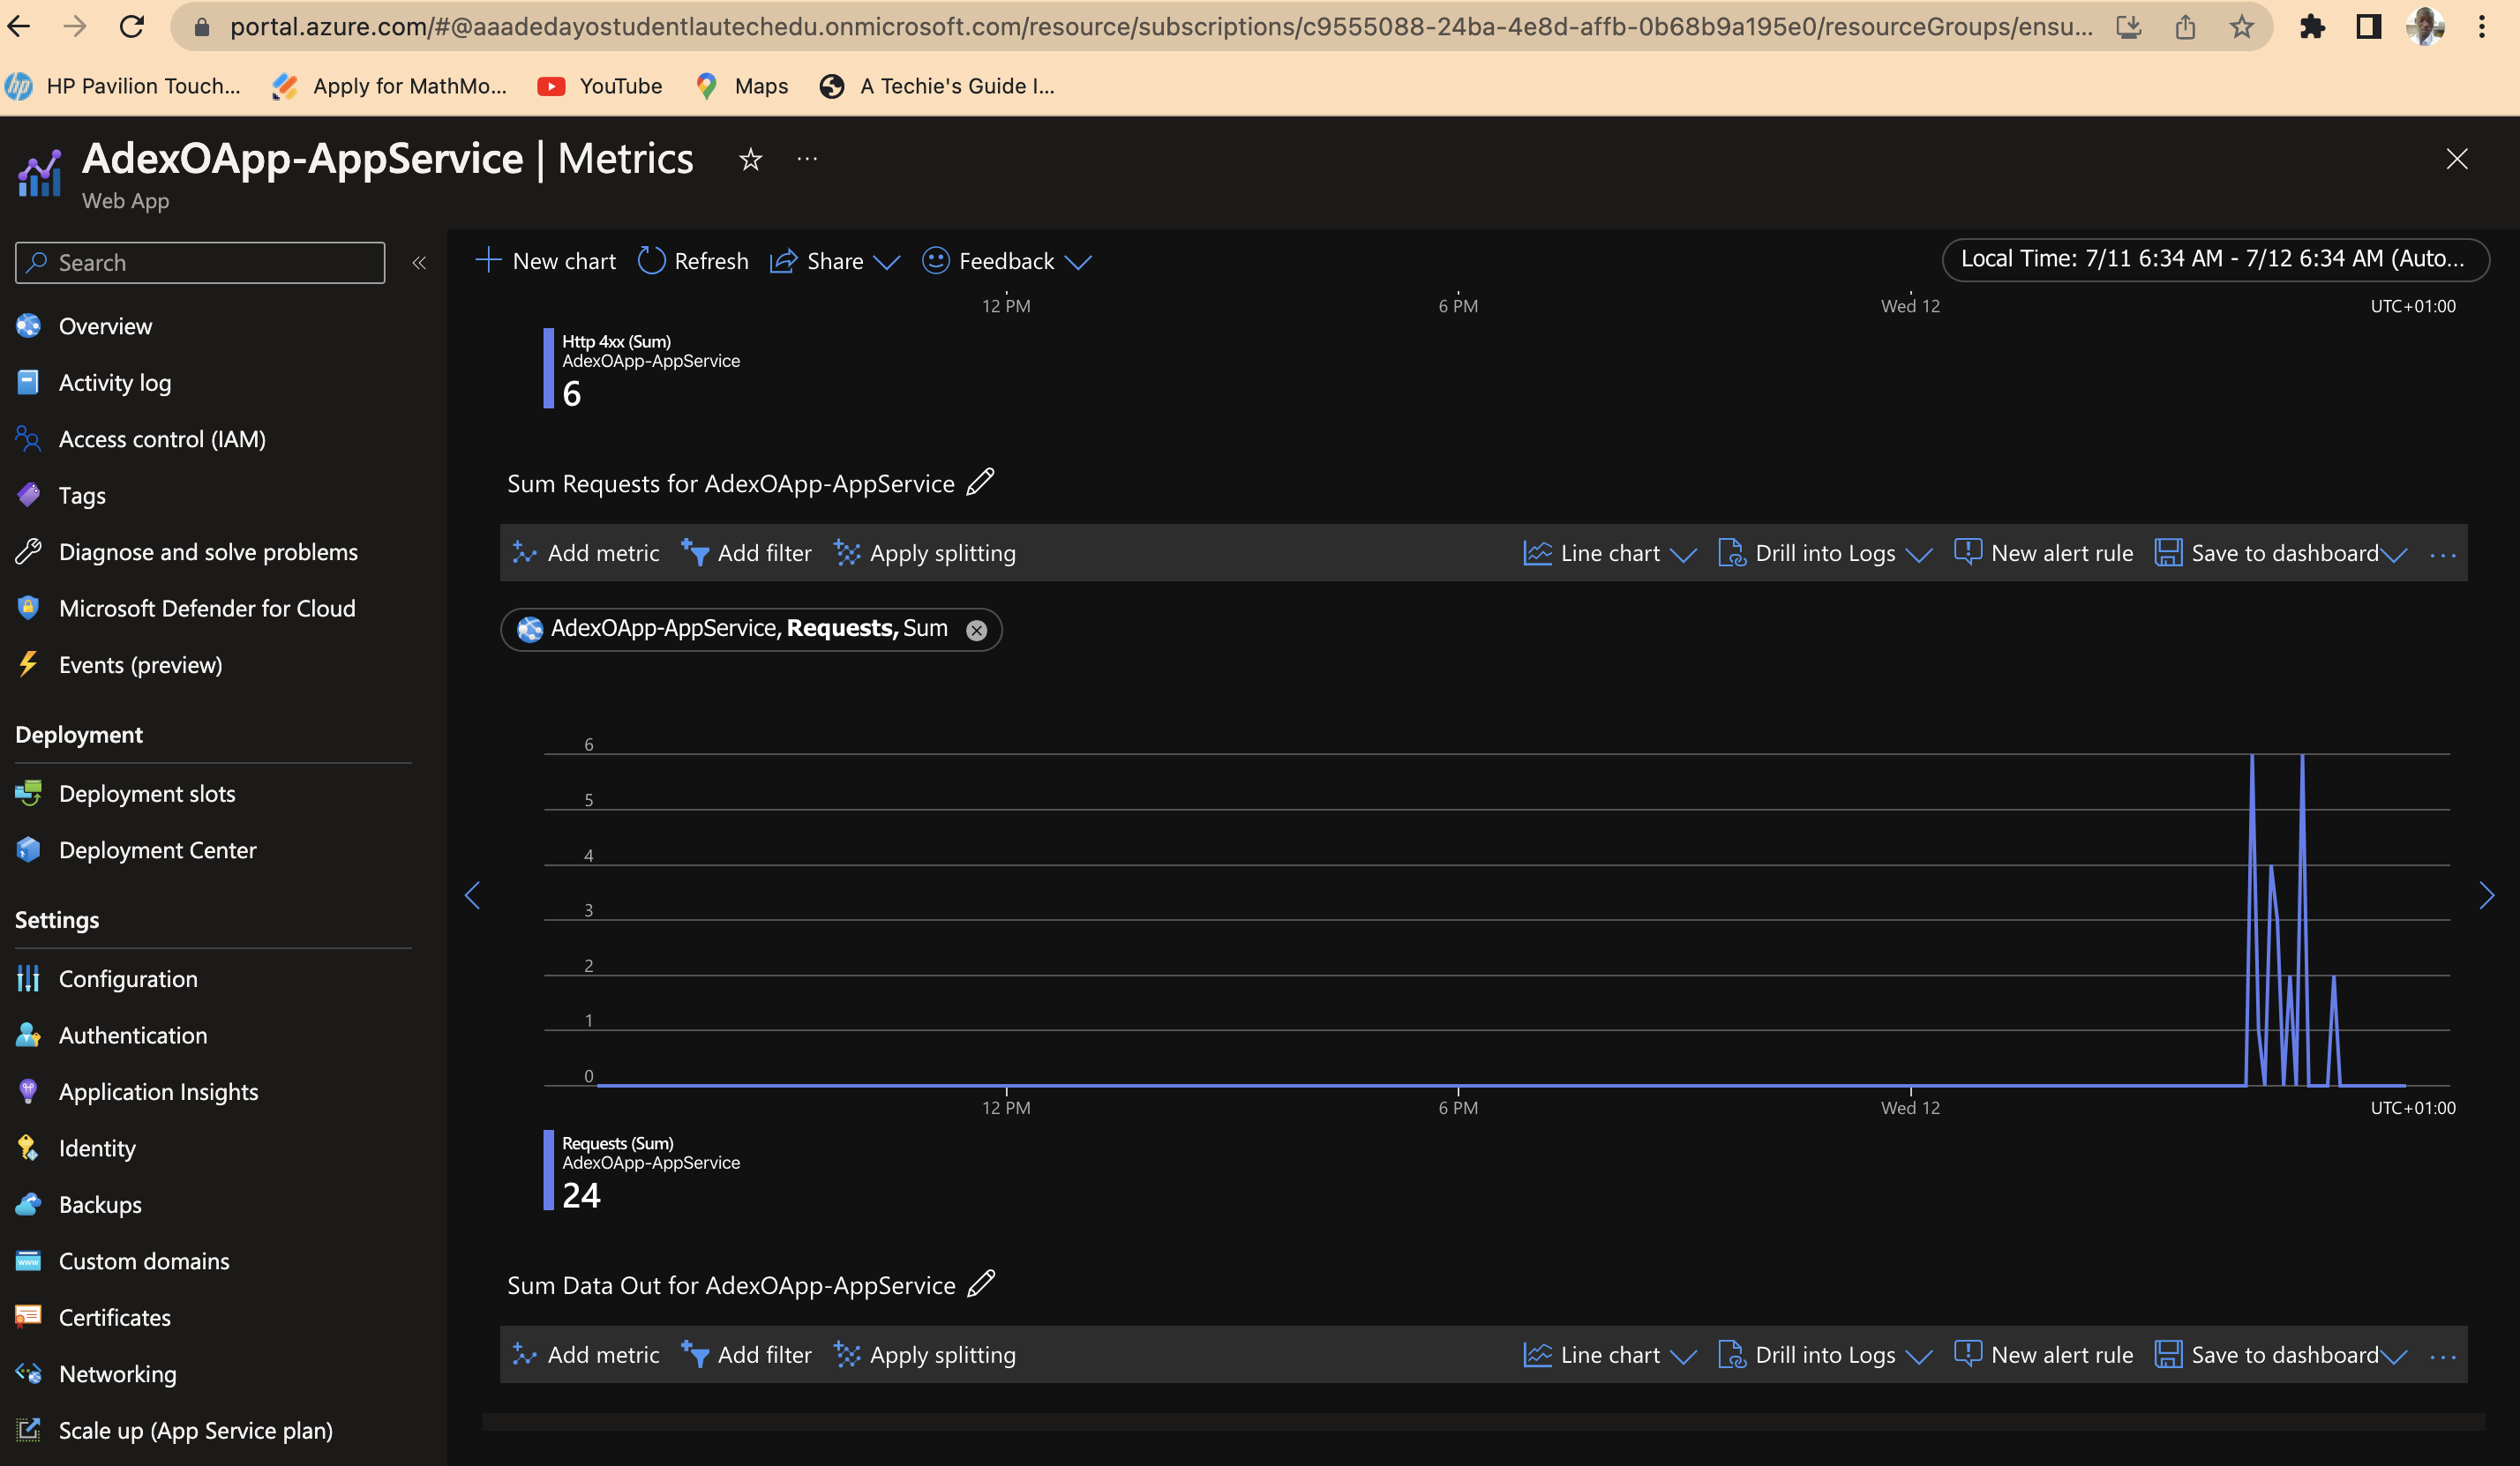 portal.azure.com/#@aaadedayostudentlautechedu.onmicrosoft.com/resource/subscriptions/c9555088-24ba-4e8d-affb-0b68b9a195e0/resourceGroups/ensu...
HP Pavilion Touch...
Apply for MathMo...
YouTube
Maps
A Techie's Guide I...
AdexOApp-AppService | Metrics
...
Web App
Search
«
Overview
Activity log
Access control (IAM)
Tags
Diagnose and solve problems
Microsoft Defender for Cloud
Events (preview)
Deployment
Deployment slots
Deployment Center
Settings
Configuration
Authentication
Application Insights
Identity
Backups
Custom domains
Certificates
Networking
Scale up (App Service plan)
New chart
Refresh
Share
Feedback
Local Time: 7/11 6:34 AM - 7/12 6:34 AM (Auto...
12 PM
6 PM
Wed 12
UTC+01:00
Http 4xx (Sum)
AdexOApp-AppService
6
Sum Requests for AdexOApp-AppService
Add metric
Add filter
Apply splitting
Line chart
Drill into Logs
New alert rule
Save to dashboard
...
AdexOApp-AppService, Requests, Sum
6
5
4
3
2
1
0
12 PM
6 PM
Wed 12
UTC+01:00
Requests (Sum)
AdexOApp-AppService
24
Sum Data Out for AdexOApp-AppService
Add metric
Add filter
Apply splitting
Line chart
Drill into Logs
New alert rule
Save to dashboard
...